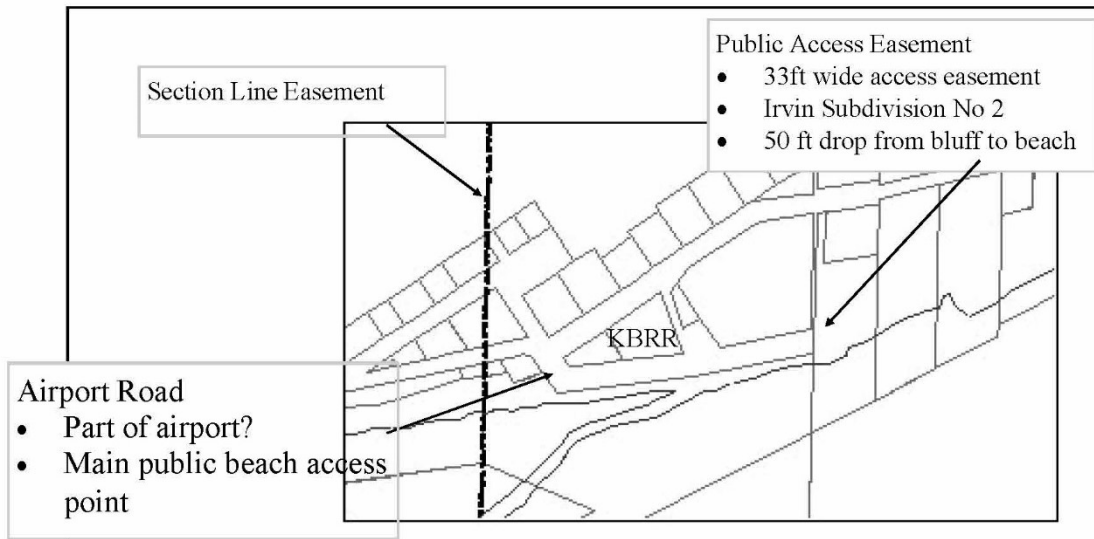 Section Line Easement
Public Access Easement
• 33ft wide access easement
• Irvin Subdivision No 2
• 50 ft drop from bluff to beach
KBRR
Airport Road
• Part of airport?
• Main public beach access
point